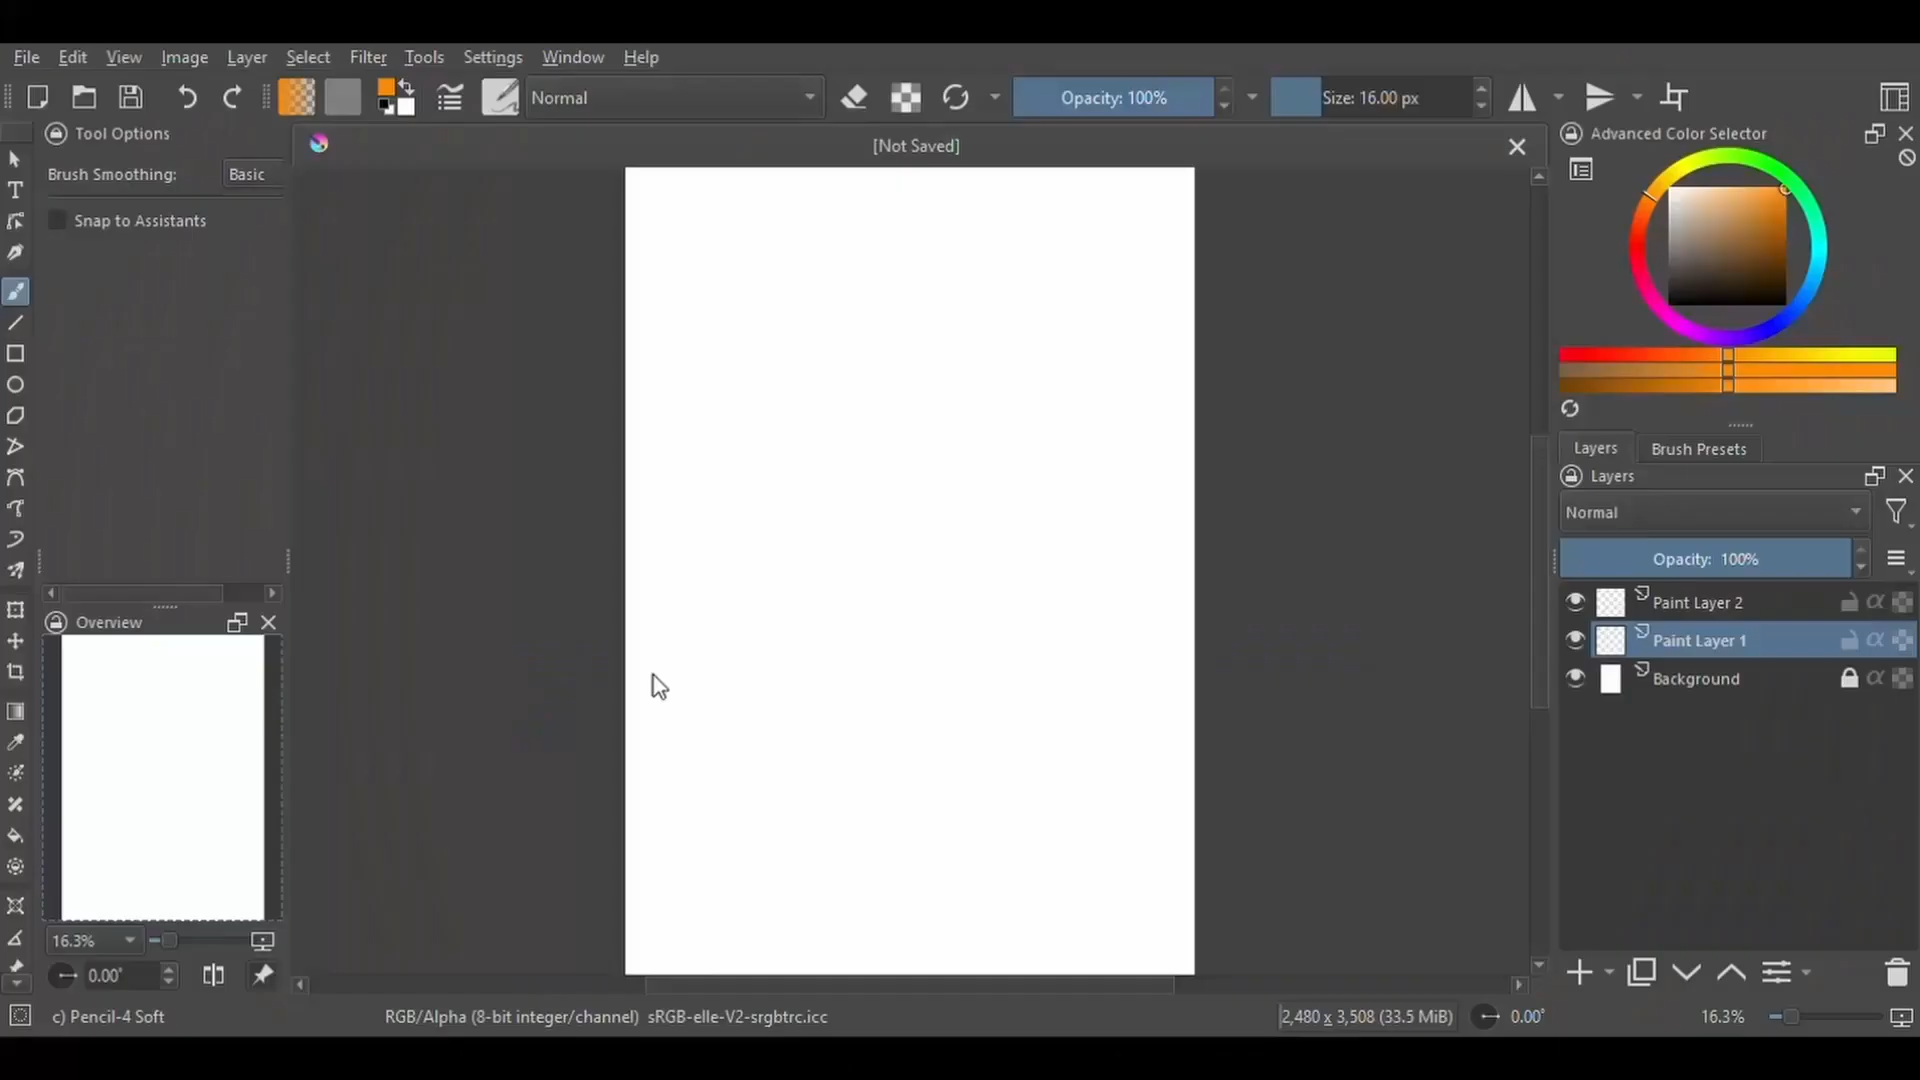 File Edit View Image Layer Select Filter Tools Settings Window Help
Normal Opacity: 100% Size: 16.00 px
Tool Options
[Not Saved]
Advanced Color Selector
Brush Smoothing: Basic
Snap to Assistants
Layers Brush Presets
Layers
Normal
Opacity: 100%
Paint Layer 2
Paint Layer 1
Background
Overview
16.3%
0.00°
c) Pencil-4 Soft RGB/Alpha (8-bit integer/channel) sRGB-elle-V2-srgbtrc.icc 2,480 x 3,508 (33.5 MiB) 0.00° 16.3%